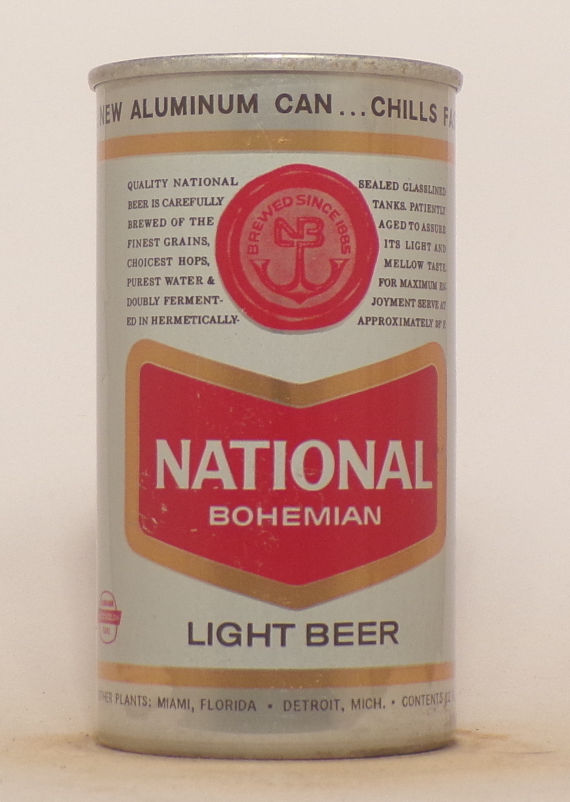 NEW ALUMINUM CAN...CHILLS
QUALITY NATIONAL
BEER IS CAREFULLY
BREWED OF THE
FINEST GRAINS,
CHOICEST HOPS,
PUREST WATER &
DOUBLY FERMENT-
ED IN HERMETICALLY-
BREWED SINCE 1885
NB
SEALED GLASSLINED
TANKS. PATIENTLY
AGED TO ASSURE
ITS LIGHT AND
MELLOW TASTE.
FOR MAXIMUM EN-
JOYMENT SERVE AT
APPROXIMATELY
NATIONAL
BOHEMIAN
LIGHT BEER
PLANTS: MIAMI, FLORIDA • DETROIT, MICH. • CONTENTS